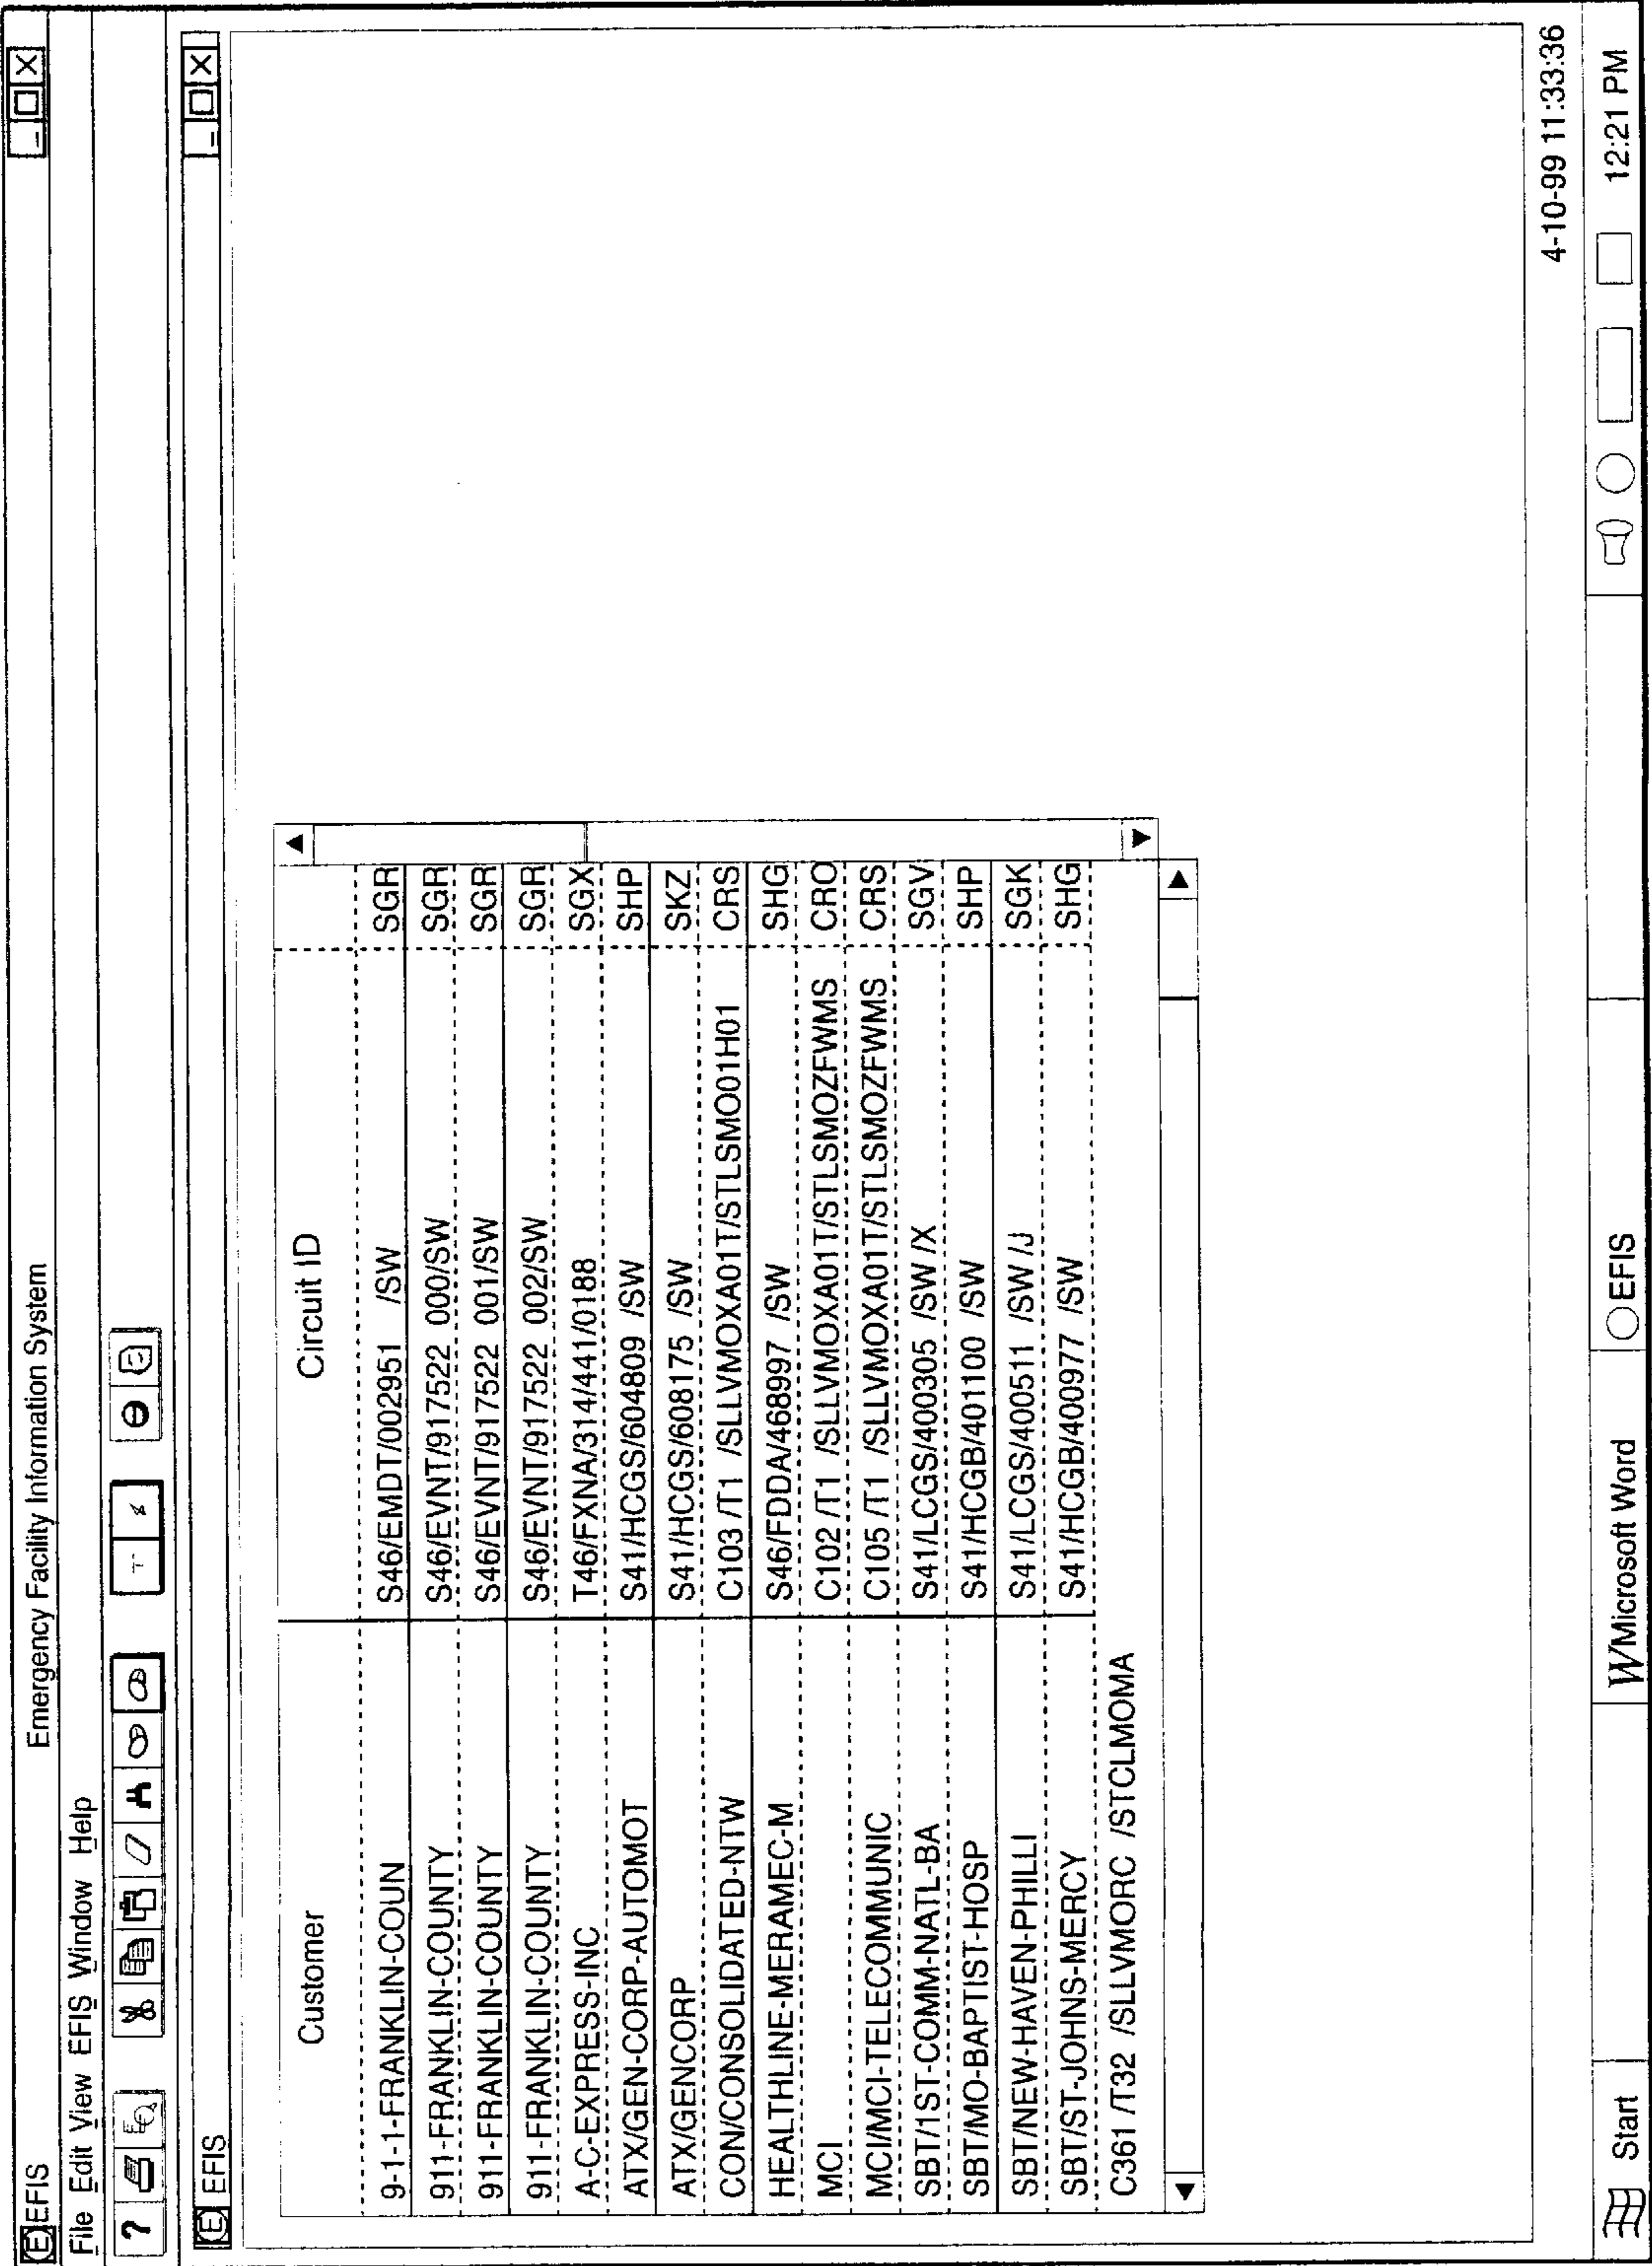 EEFIS Emergency Facility Information System
File Edit View EFIS Window Help
?
E EFIS
Customer Circuit ID
9-1-1-FRANKLIN-COUN S46/EMDT/002951 /SW SGR
911-FRANKLIN-COUNTY S46/EVNT/917522 000/SW SGR
911-FRANKLIN-COUNTY S46/EVNT/917522 001/SW SGR
911-FRANKLIN-COUNTY S46/EVNT/917522 002/SW SGR
A-C-EXPRESS-INC T46/FXNA/314/441/0188 SGX
ATX/GEN-CORP-AUTOMOT S41/HCGS/604809 /SW SHP
ATX/GENCORP S41/HCGS/608175 /SW SKZ
CON/CONSOLIDATED-NTW C103 /T1 /SLLVMOXA01T/STLSMO01H01 CRS
HEALTHLINE-MERAMEC-M S46/FDDA/468997 /SW SHG
MCI C102 /T1 /SLLVMOXA01T/STLSMOZFWMS CRO
MCI/MCI-TELECOMMUNIC C105 /T1 /SLLVMOXA01T/STLSMOZFWMS CRS
SBT/1ST-COMM-NATL-BA S41/LCGS/400305 /SW /X SGV
SBT/MO-BAPTIST-HOSP S41/HCGB/401100 /SW SHP
SBT/NEW-HAVEN-PHILLI S41/LCGS/400511 /SW /J SGK
SBT/ST-JOHNS-MERCY S41/HCGB/400977 /SW SHG
C361 /T32 /SLLVMORC /STCLMOMA
4-10-99 11:33:36
Start WMicrosoft Word EFIS 12:21 PM